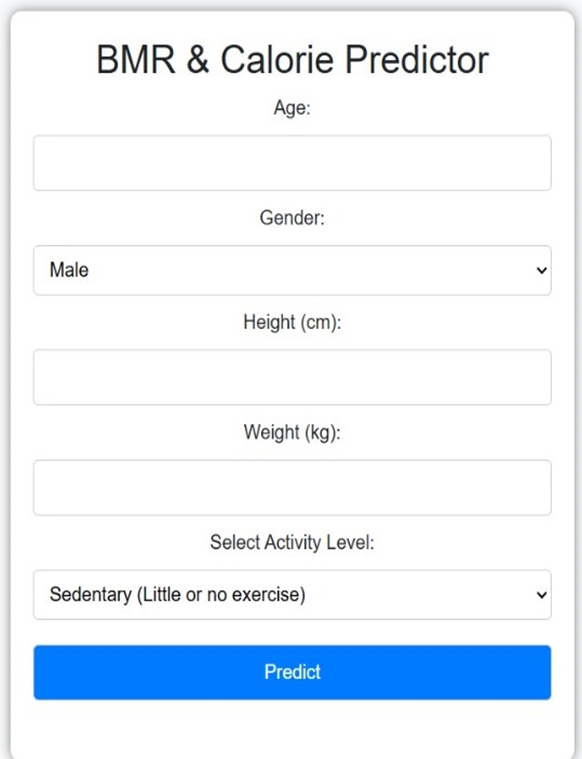 BMR & Calorie Predictor
Age:
Gender:
Male
Height (cm):
Weight (kg):
Select Activity Level:
Sedentary (Little or no exercise)
Predict